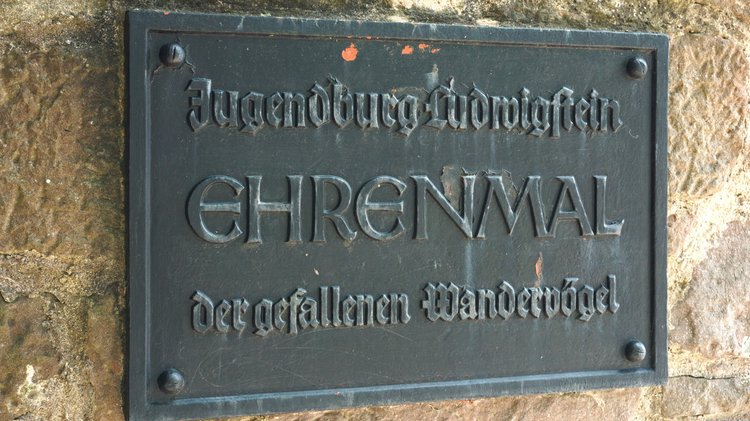 Jugendburg Ludwigstein
EHRENMAL
der gefallenen Wandervögel